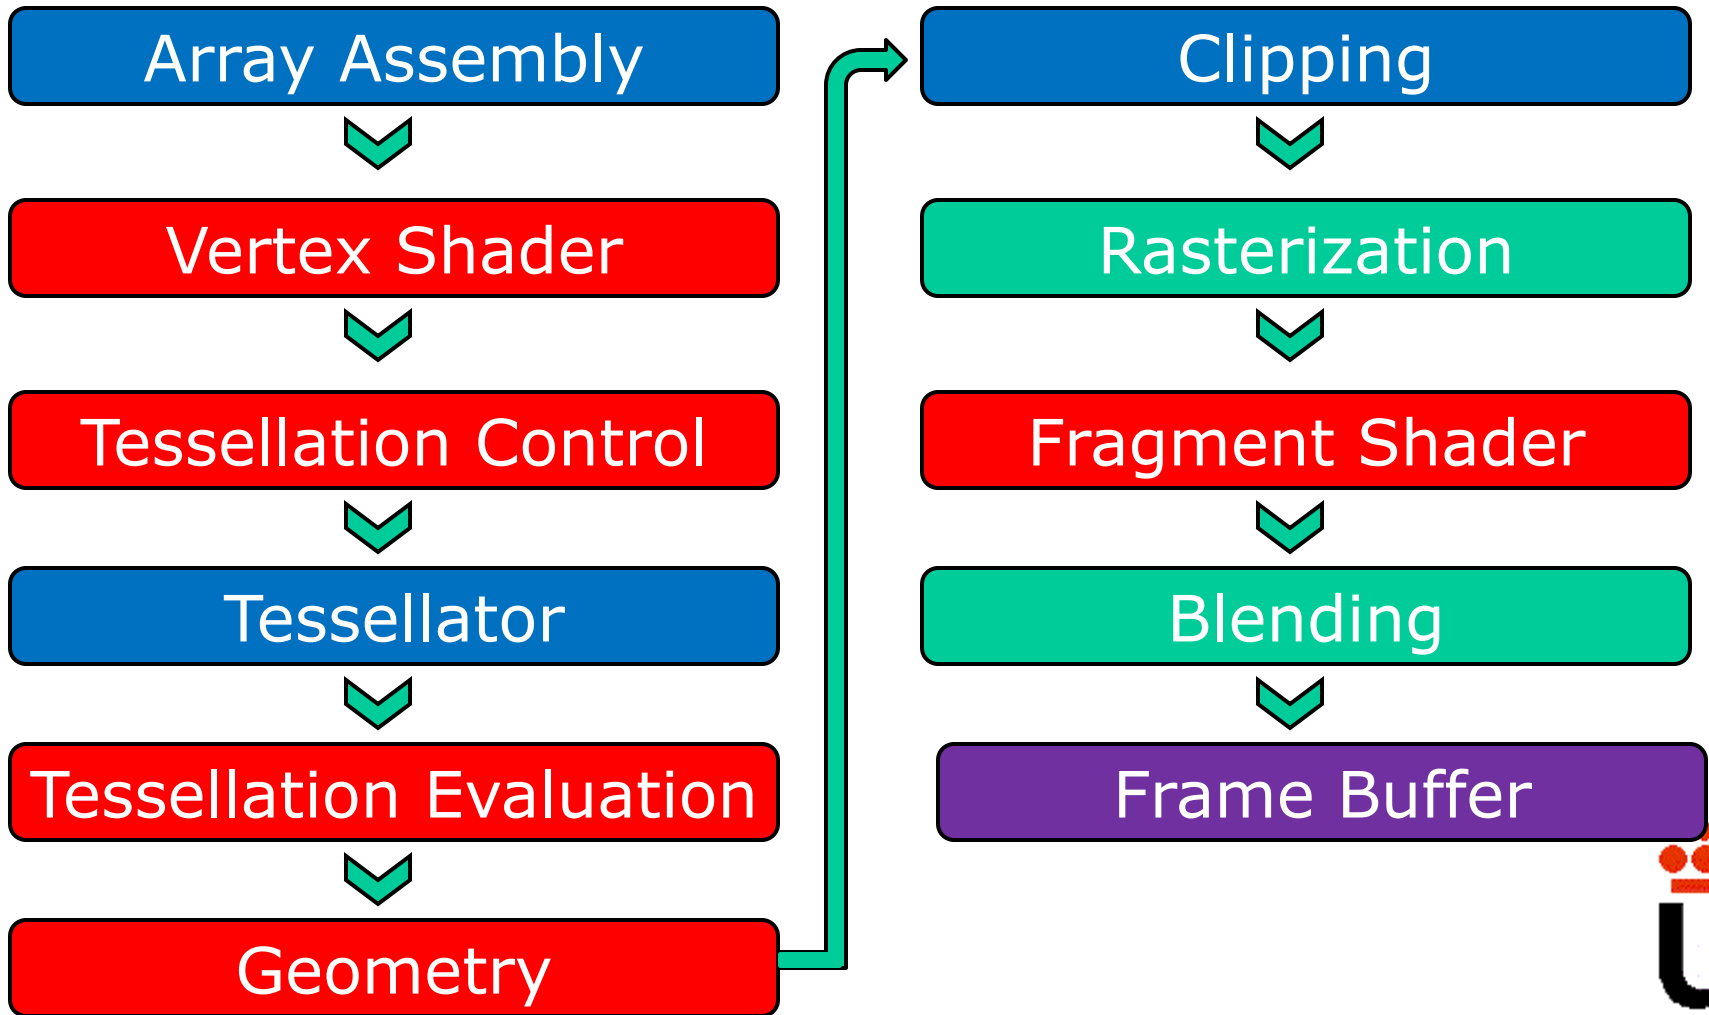 Array Assembly
Vertex Shader
Tessellation Control
Tessellator
Tessellation Evaluation
Geometry
Clipping
Rasterization
Fragment Shader
Blending
Frame Buffer